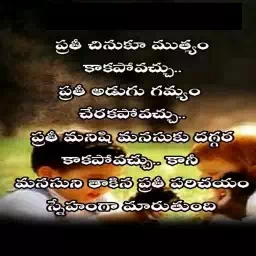 ప్రతీ చినుకూ ముత్యం
కాకపోవచ్చు..
ప్రతీ అడుగు గమ్యం
చేరకపోవచ్చు..
ప్రతీ మనిషి మనసుకు దగ్గర
కాకపోవచ్చు.. కానీ
మనసుని తాకిన ప్రతీ పరిచయం
స్నేహంగా మారుతుంది